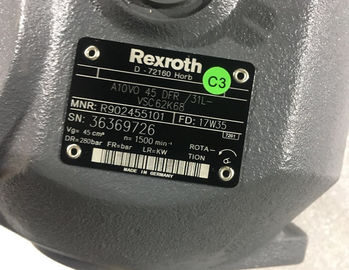 Rexroth
D - 72160 Horb
C3
A10VO 45 DFR /31L-
VSC62K68
MNR: R902455101 FD: 17W35
SN: 36369726 7201
Vg= 45 cm³ n= 1500 min⁻¹ ROTA-
DR=280bar FR=bar LR=KW TION
MADE IN GERMANY